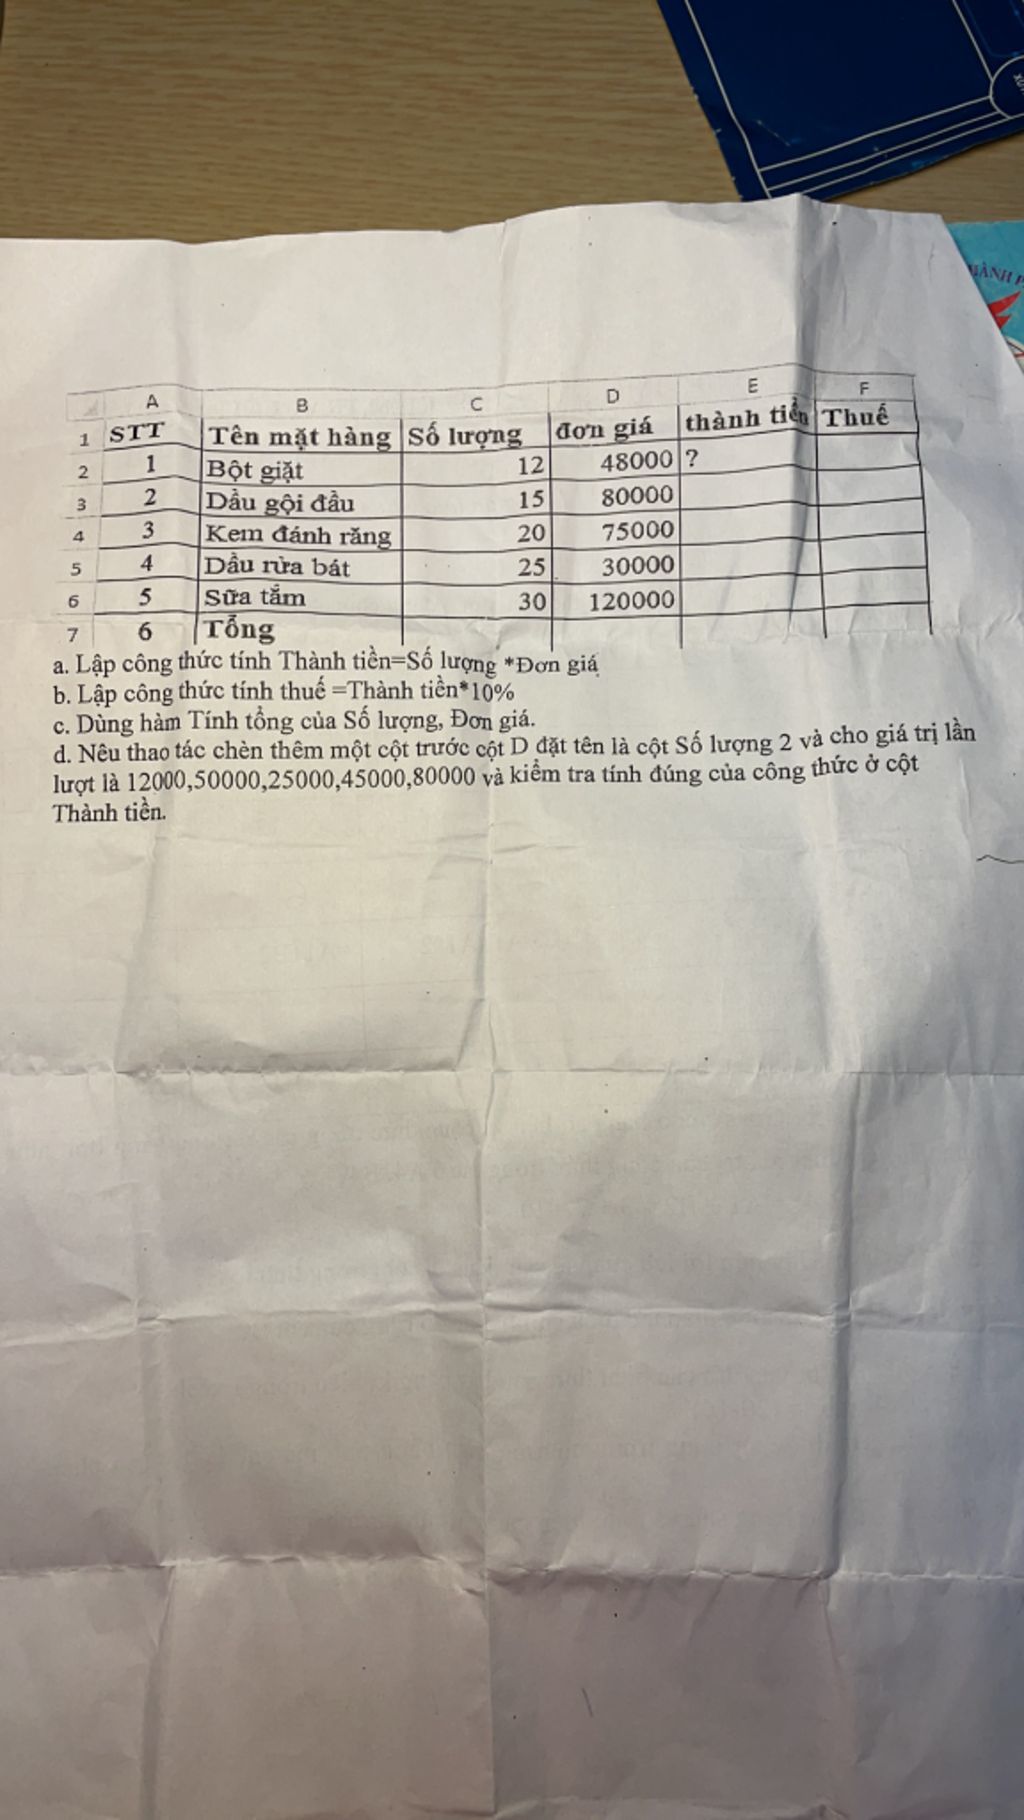 A B C D E F
1 STT Tên mặt hàng Số lượng đơn giá thành tiền Thuế
2 1 Bột giặt 12 48000 ?
3 2 Dầu gội đầu 15 80000
4 3 Kem đánh răng 20 75000
5 4 Dầu rửa bát 25 30000
6 5 Sữa tắm 30 120000
7 6 Tổng
a. Lập công thức tính Thành tiền=Số lượng *Đơn giá
b. Lập công thức tính thuế =Thành tiền*10%
c. Dùng hàm Tính tổng của Số lượng, Đơn giá.
d. Nêu thao tác chèn thêm một cột trước cột D đặt tên là cột Số lượng 2 và cho giá trị lần
lượt là 12000,50000,25000,45000,80000 và kiểm tra tính đúng của công thức ở cột
Thành tiền.